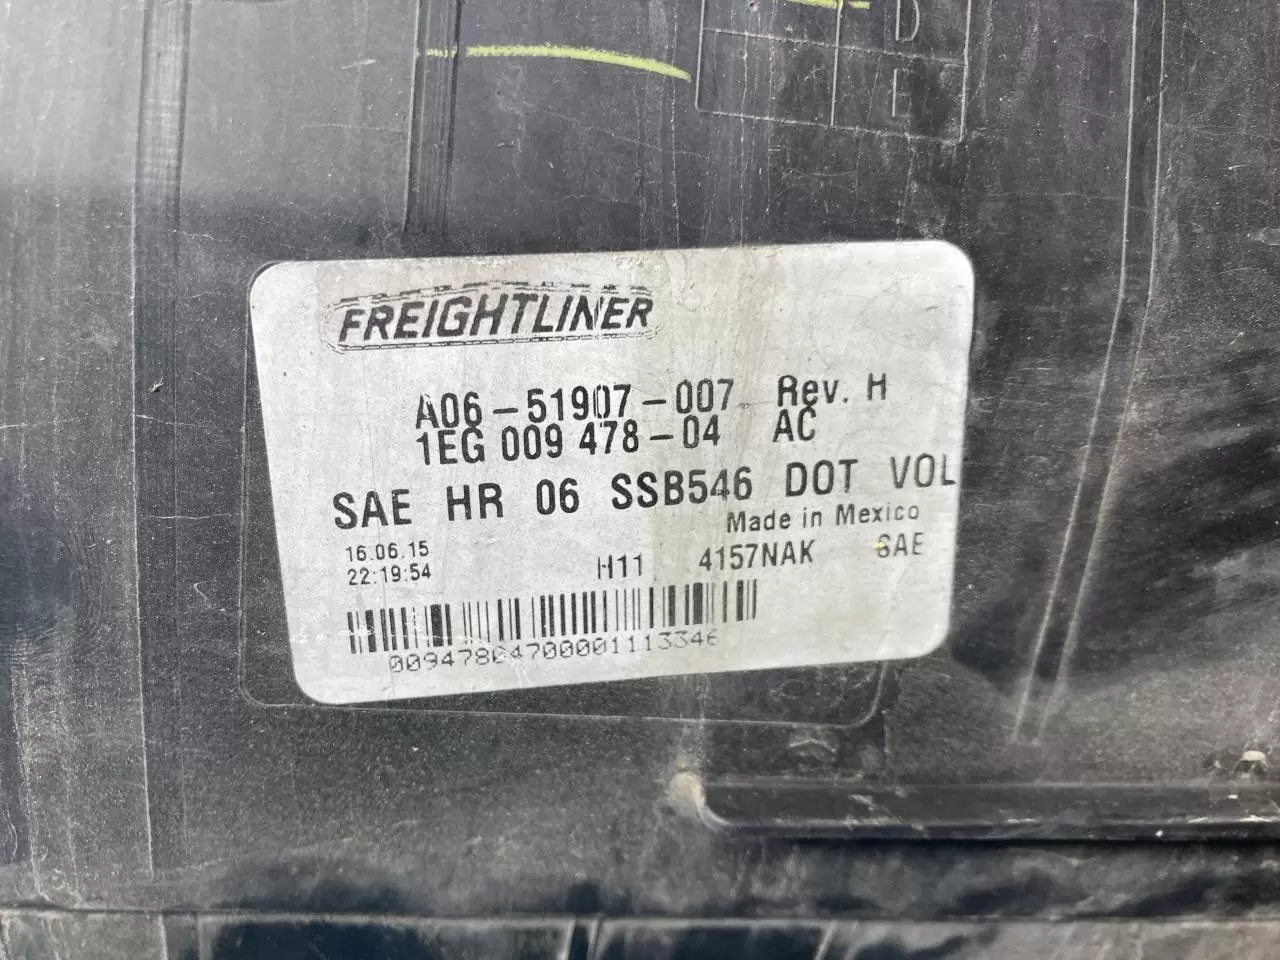 D
E
FREIGHTLINER
A06-51907-007 Rev. H
1EG 009 478-04 AC
SAE HR 06 SSB546 DOT VOL
Made in Mexico
16.06.15
22:19:54 H11 4157NAK SAE
009478047000001113346